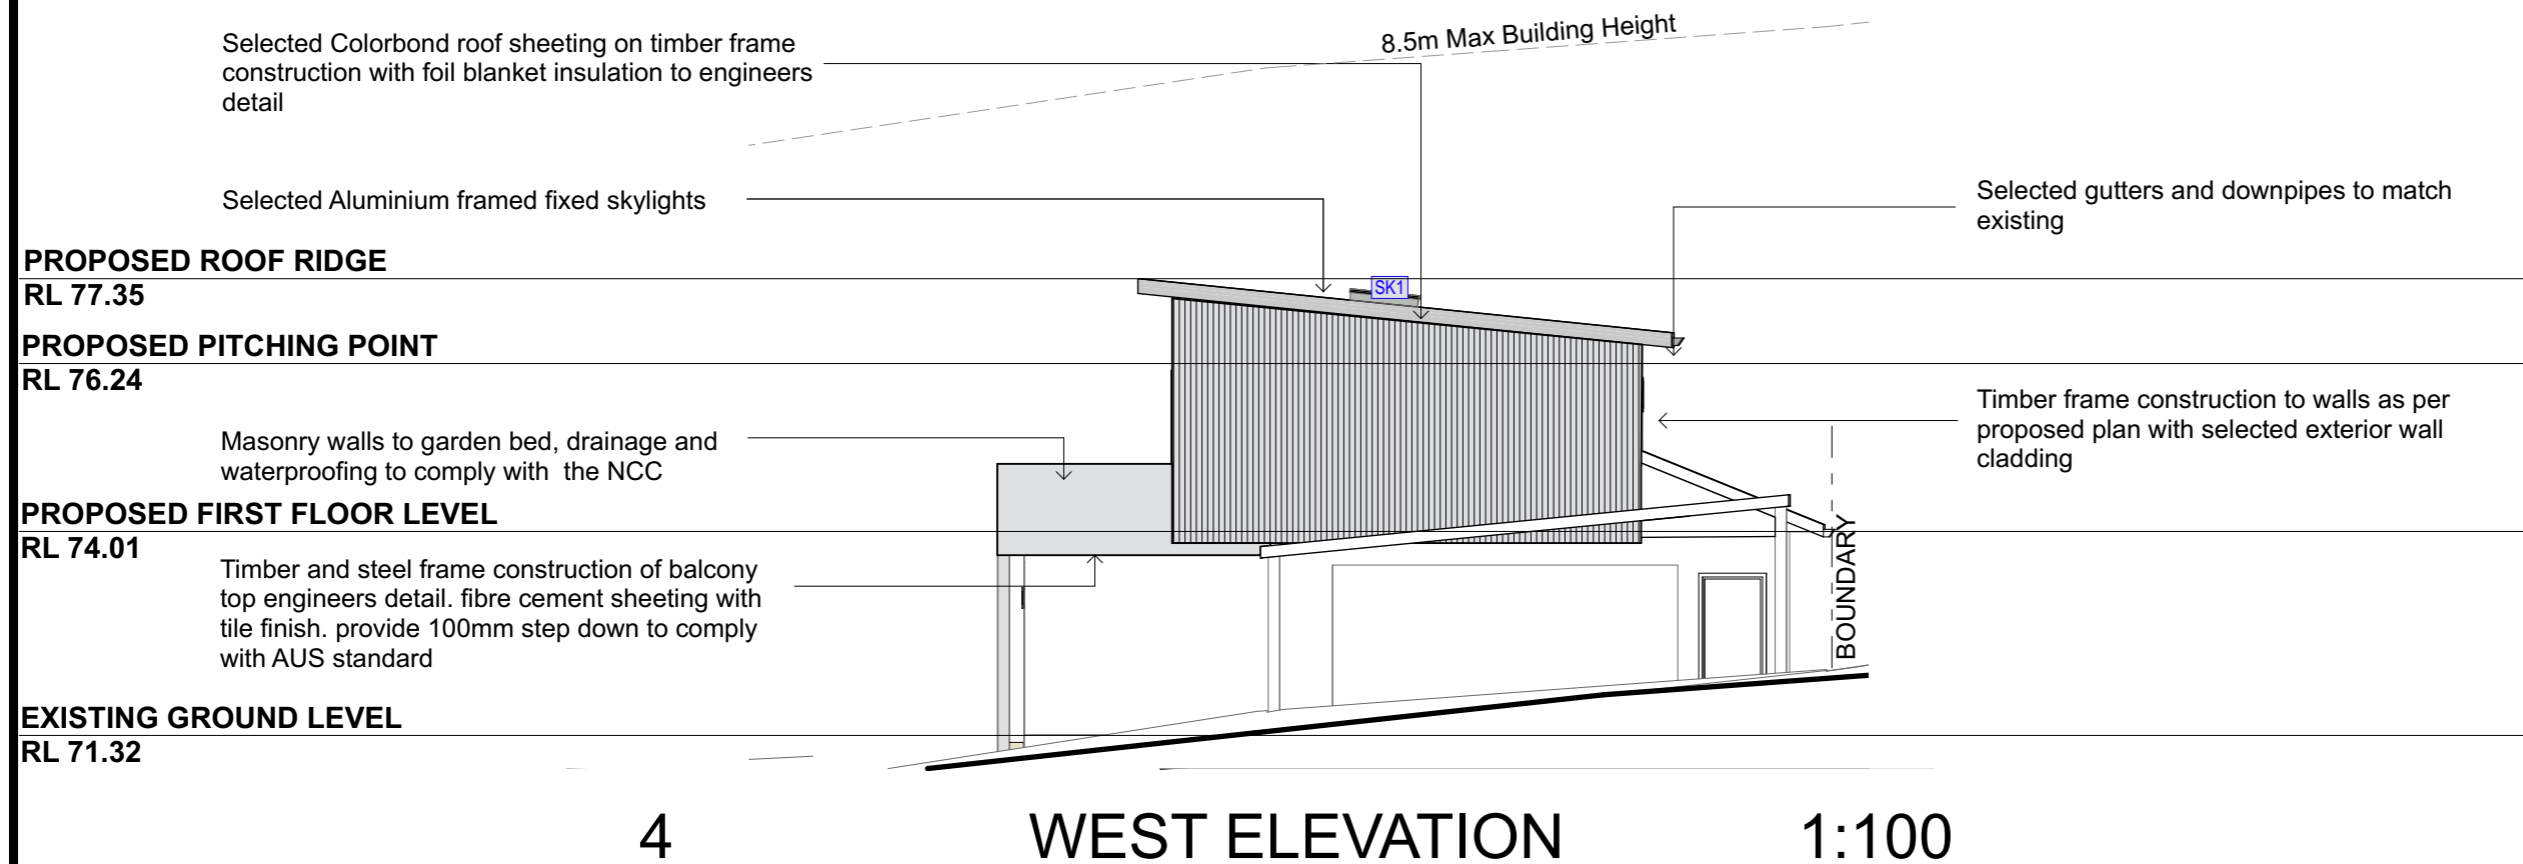 8.5m Max Building Height
Selected Colorbond roof sheeting on timber frame
construction with foil blanket insulation to engineers
detail
Selected Aluminium framed fixed skylights
Selected gutters and downpipes to match
existing
PROPOSED ROOF RIDGE
RL 77.35
SK1
PROPOSED PITCHING POINT
RL 76.24
Timber frame construction to walls as per
proposed plan with selected exterior wall
cladding
Masonry walls to garden bed, drainage and
waterproofing to comply with  the NCC
PROPOSED FIRST FLOOR LEVEL
RL 74.01
BOUNDARY
Timber and steel frame construction of balcony
top engineers detail. fibre cement sheeting with
tile finish. provide 100mm step down to comply
with AUS standard
EXISTING GROUND LEVEL
RL 71.32
4 WEST ELEVATION 1:100